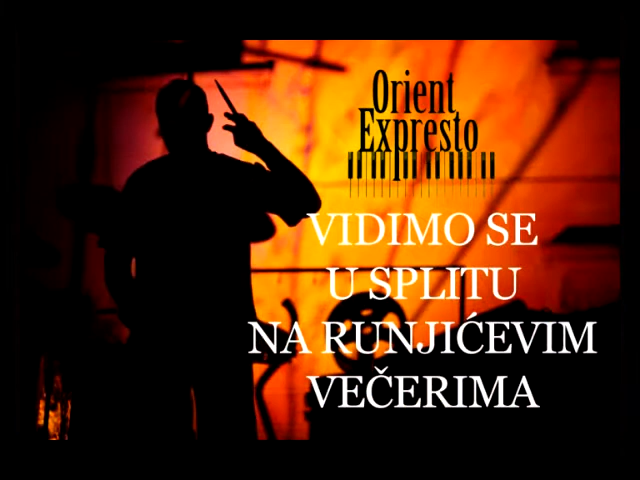 Orient
Expresto
VIDIMO SE
U SPLITU
NA RUNJIĆEVIM
VEČERIMA